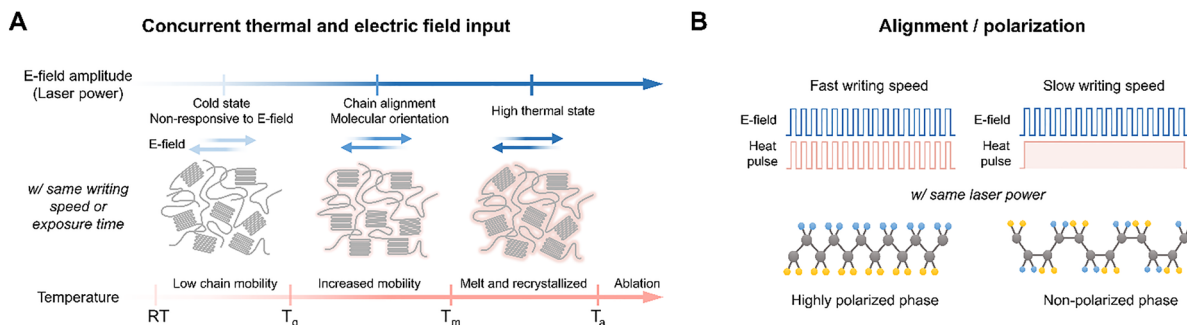 A
Concurrent thermal and electric field input
E-field amplitude
(Laser power)
Cold state
Non-responsive to E-field
Chain alignment
Molecular orientation
High thermal state
E-field
w/ same writing
speed or
exposure time
Low chain mobility
Increased mobility
Melt and recrystallized
Ablation
Temperature
RT
Tg
Tm
Ta
B
Alignment / polarization
Fast writing speed
Slow writing speed
E-field
Heat
pulse
E-field
Heat
pulse
w/ same laser power
Highly polarized phase
Non-polarized phase